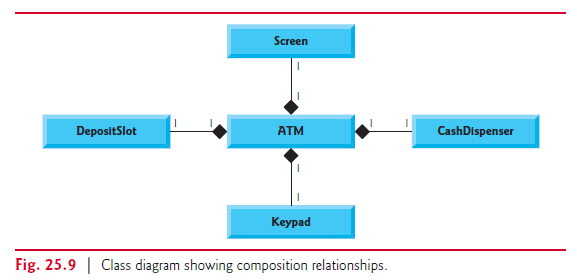 Screen
1
1
DepositSlot
1
1
ATM
1
1
CashDispenser
1
1
Keypad
Fig. 25.9 | Class diagram showing composition relationships.